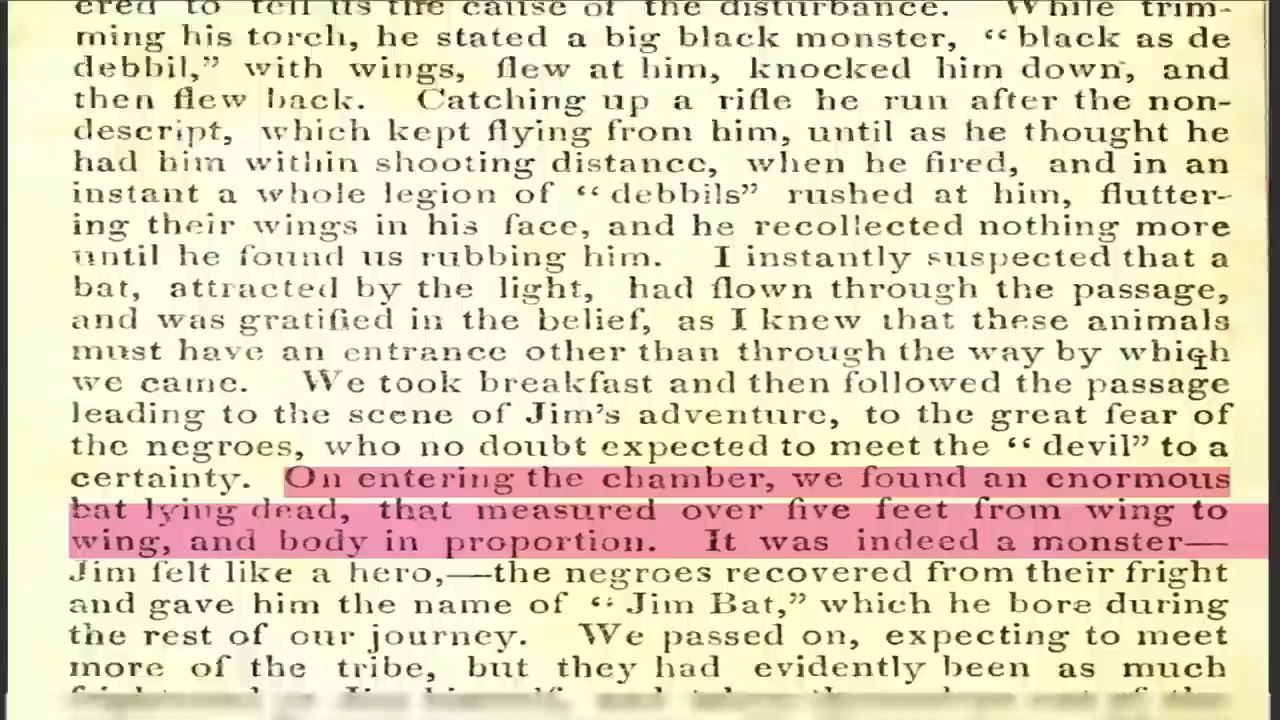 ered to tell us the cause of the disturbance. While trim-
ming his torch, he stated a big black monster, “ black as de
debbil,” with wings, flew at him, knocked him down, and
then flew back. Catching up a rifle he run after the non-
descript, which kept flying from him, until as he thought he
had him within shooting distance, when he fired, and in an
instant a whole legion of “ debbils” rushed at him, flutter-
ing their wings in his face, and he recollected nothing more
until he found us rubbing him. I instantly suspected that a
bat, attracted by the light, had flown through the passage,
and was gratified in the belief, as I knew that these animals
must have an entrance other than through the way by which
we came. We took breakfast and then followed the passage
leading to the scene of Jim’s adventure, to the great fear of
the negroes, who no doubt expected to meet the “ devil” to a
certainty. On entering the chamber, we found an enormous
bat lying dead, that measured over five feet from wing to
wing, and body in proportion. It was indeed a monster—
Jim felt like a hero,—the negroes recovered from their fright
and gave him the name of “ Jim Bat,” which he bore during
the rest of our journey. We passed on, expecting to meet
more of the tribe, but they had evidently been as much